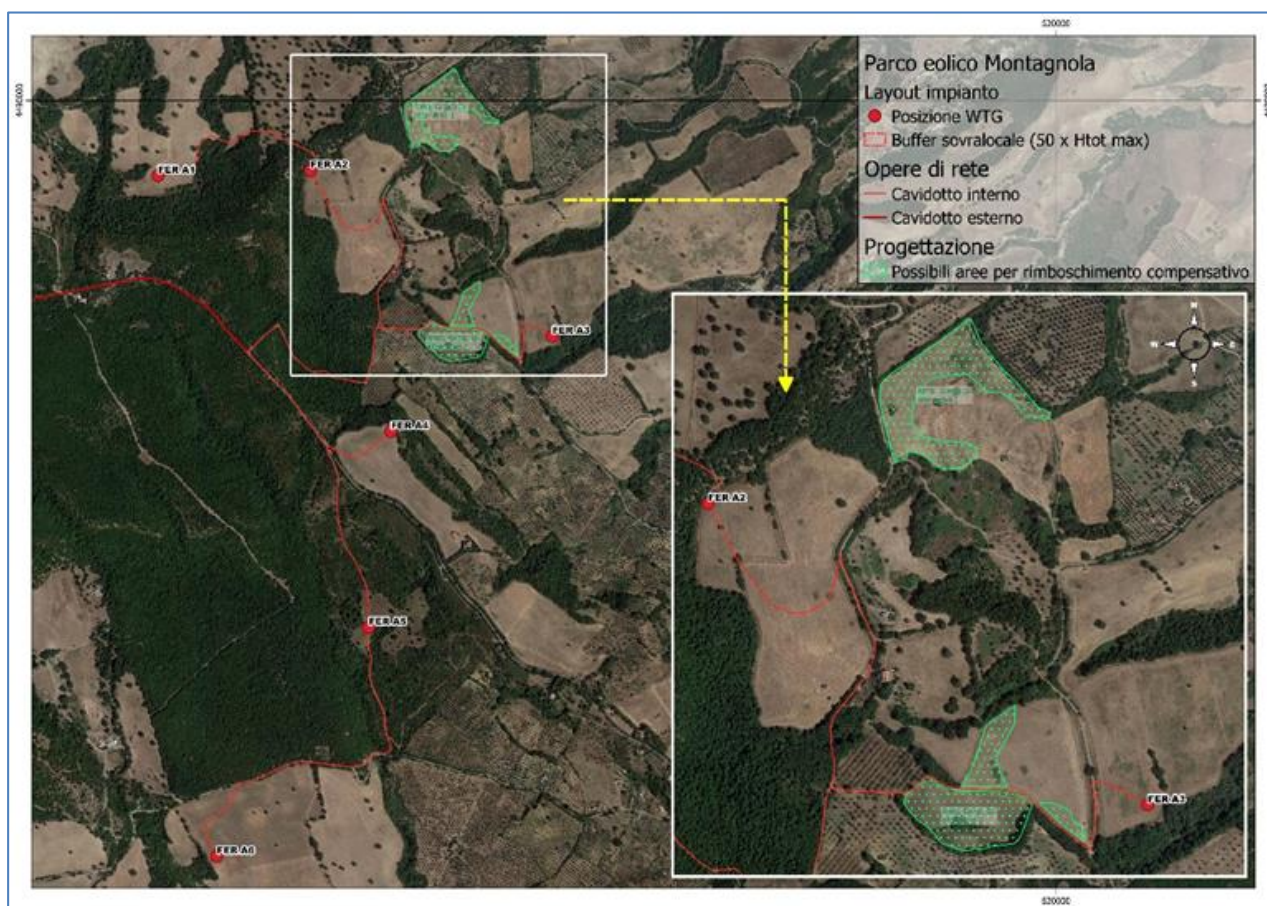 520000
4490000
Parco eolico Montagnola
Layout impianto
Posizione WTG
Buffer sovralocale (50 x Htot max)
Opere di rete
Cavidotto interno
Cavidotto esterno
Progettazione
Possibili aree per rimboschimento compensativo
FER A1
FER A2
FER A3
FER A4
FER A5
FER A6
N
W
E
S
FER A2
FER A3
520000